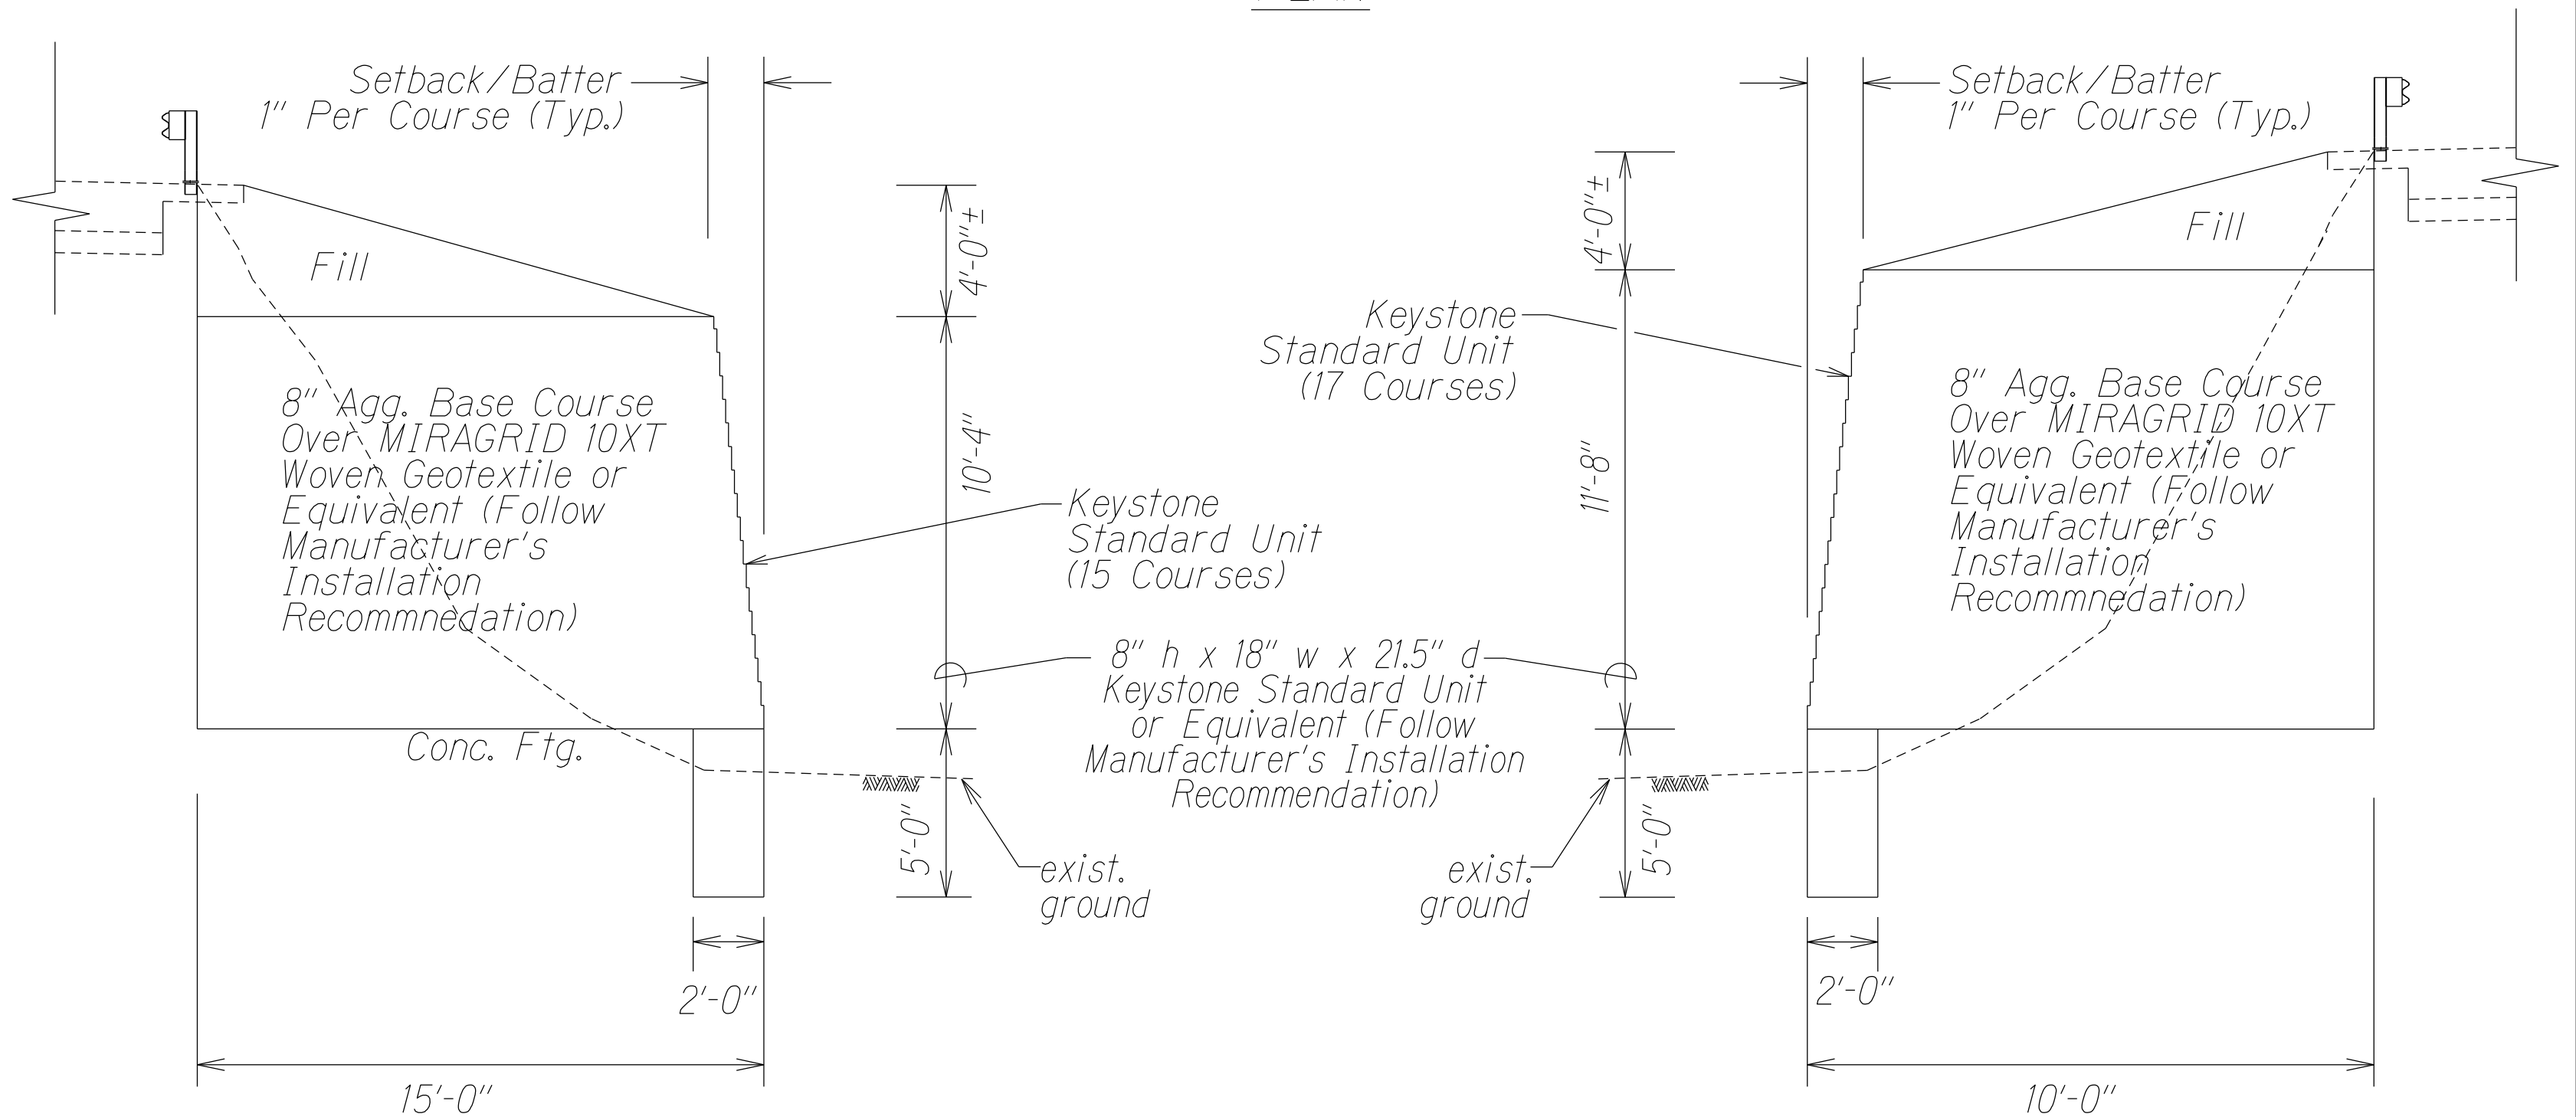 Setback/Batter
1" Per Course (Typ.)
Setback/Batter
1" Per Course (Typ.)
4'-0"±
4'-0"±
Fill
Fill
Keystone
Standard Unit
(17 Courses)
8" Agg. Base Course
Over MIRAGRID 10XT
Woven Geotextile or
Equivalent (Follow
Manufacturer's
Installation
Recommnedation)
10'-4"
11'-8"
8" Agg. Base Course
Over MIRAGRID 10XT
Woven Geotextile or
Equivalent (Follow
Manufacturer's
Installation
Recommnedation)
Keystone
Standard Unit
(15 Courses)
8" h x 18" w x 21.5" d
Keystone Standard Unit
or Equivalent (Follow
Manufacturer's Installation
Recommendation)
Conc. Ftg.
5'-0"
5'-0"
exist.
ground
exist.
ground
2'-0"
2'-0"
15'-0"
10'-0"